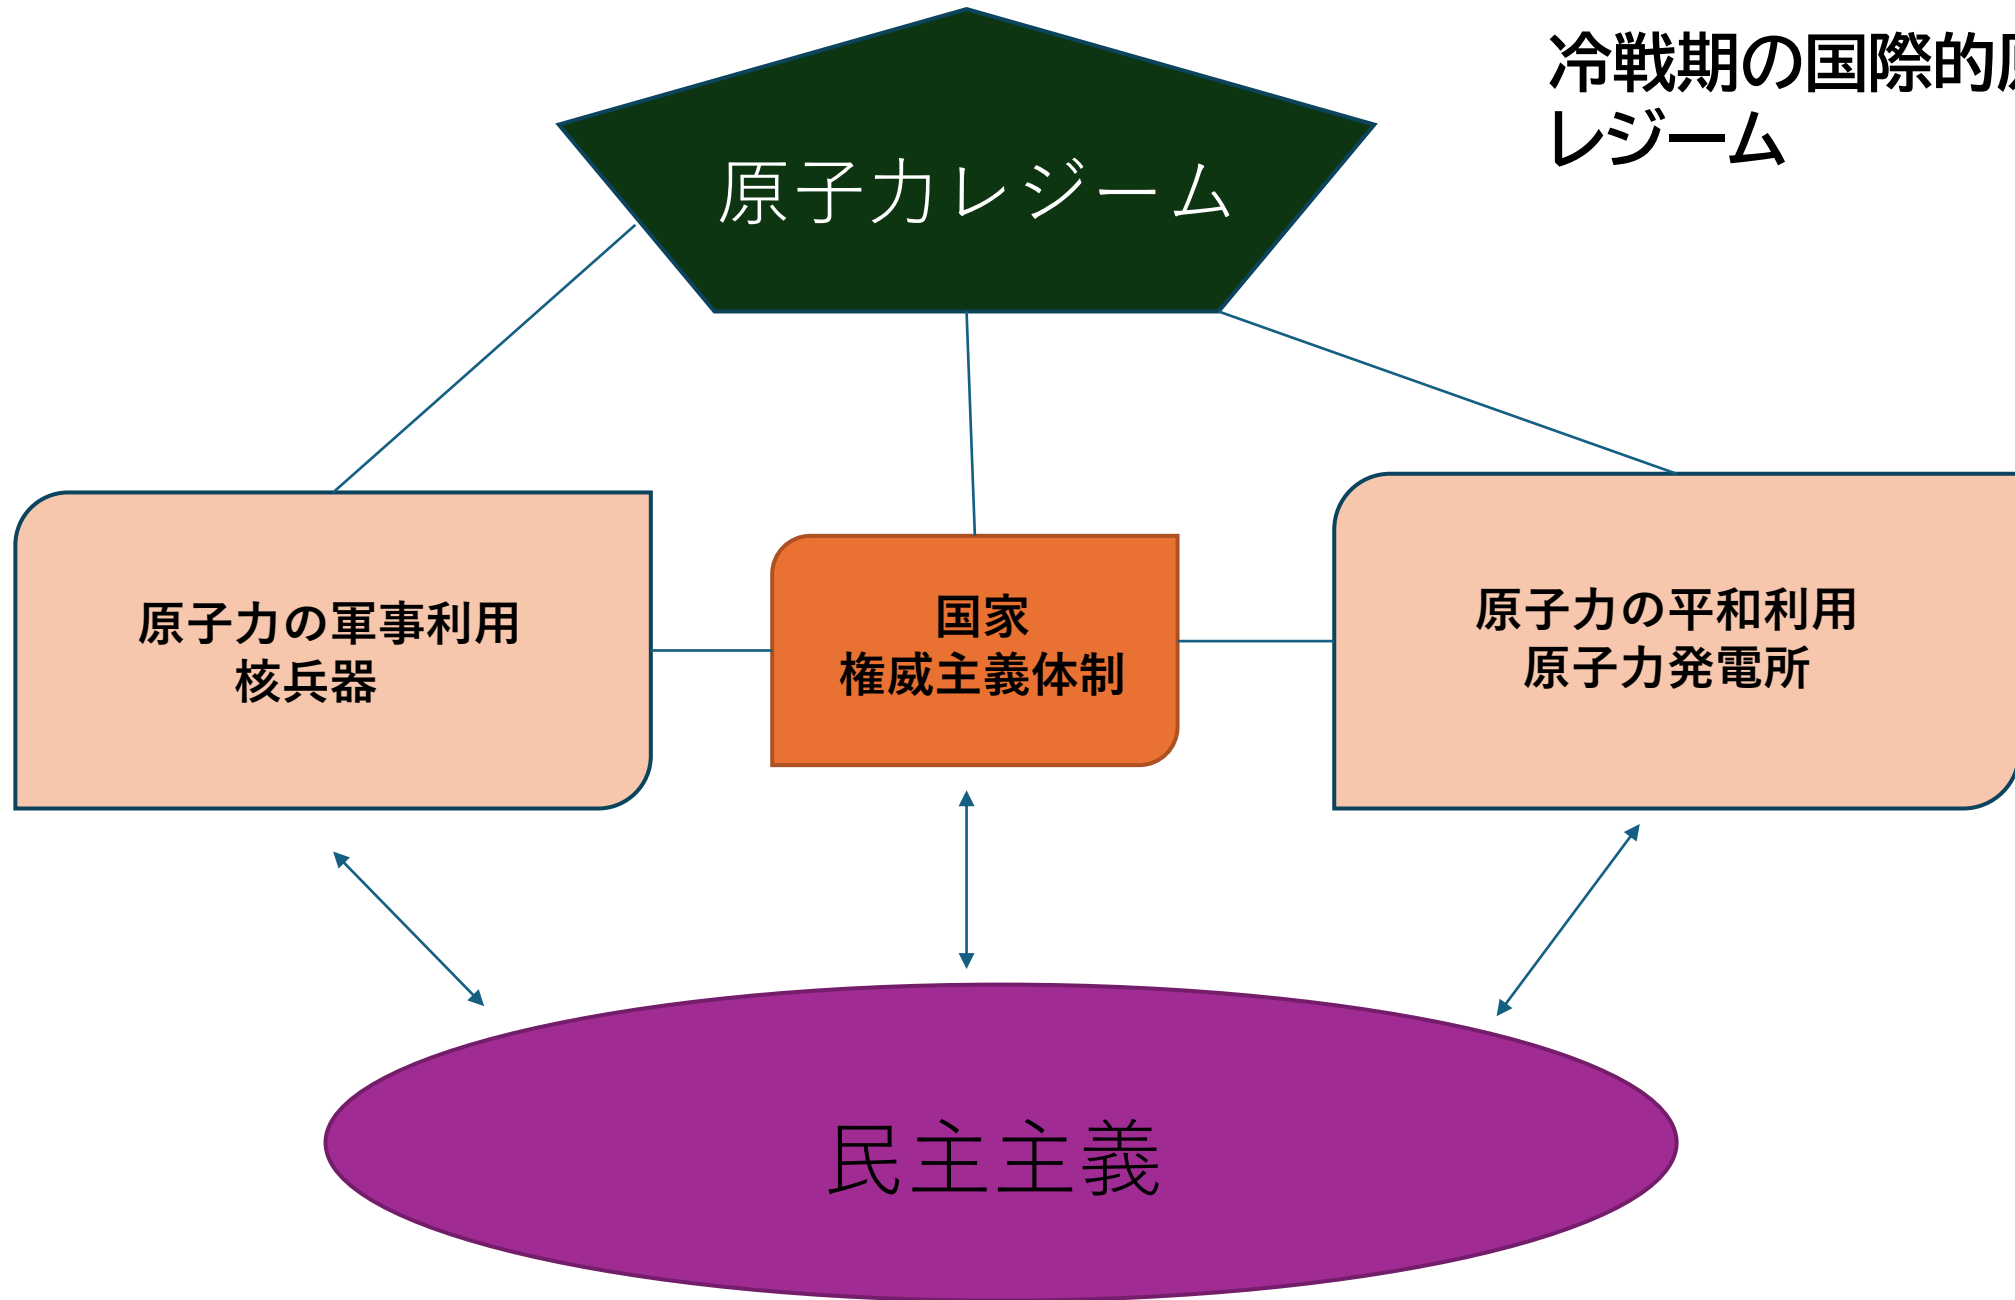 冷戦期の国際的
レジーム
原子力レジーム
原子力の軍事利用
核兵器
国家
権威主義体制
原子力の平和利用
原子力発電所
民主主義